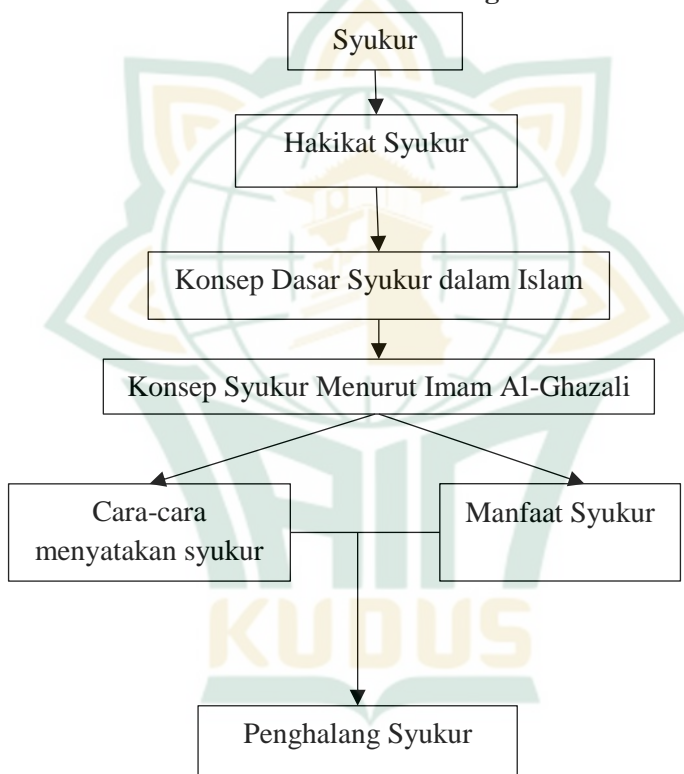 Syukur
Hakikat Syukur
Konsep Dasar Syukur dalam Islam
Konsep Syukur Menurut Imam Al-Ghazali
Cara-cara
menyatakan syukur
Manfaat Syukur
KUDUS
Penghalang Syukur